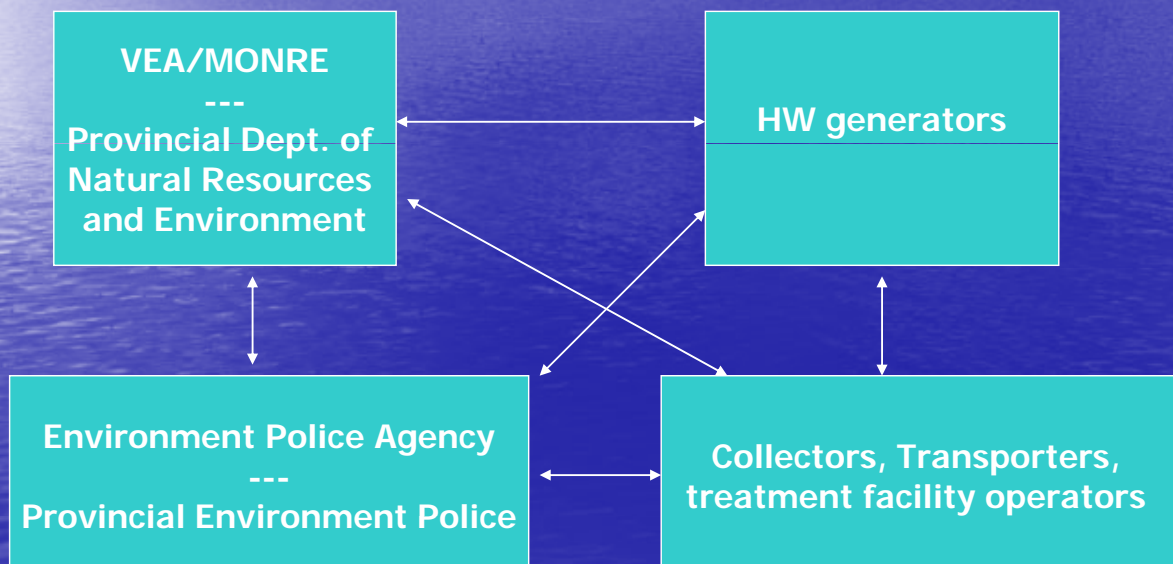 VEA/MONRE
---
Provincial Dept. of
Natural Resources
and Environment
HW generators
Environment Police Agency
---
Provincial Environment Police
Collectors, Transporters,
treatment facility operators